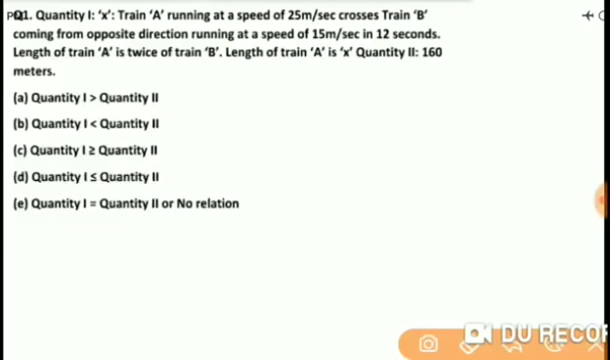 Q1. Quantity I: ‘x’: Train ‘A’ running at a speed of 25m/sec crosses Train ‘B’
coming from opposite direction running at a speed of 15m/sec in 12 seconds.
Length of train ‘A’ is twice of train ‘B’. Length of train ‘A’ is ‘x’ Quantity II: 160
meters.
(a) Quantity I > Quantity II
(b) Quantity I < Quantity II
(c) Quantity I ≥ Quantity II
(d) Quantity I ≤ Quantity II
(e) Quantity I = Quantity II or No relation
DU RECOR